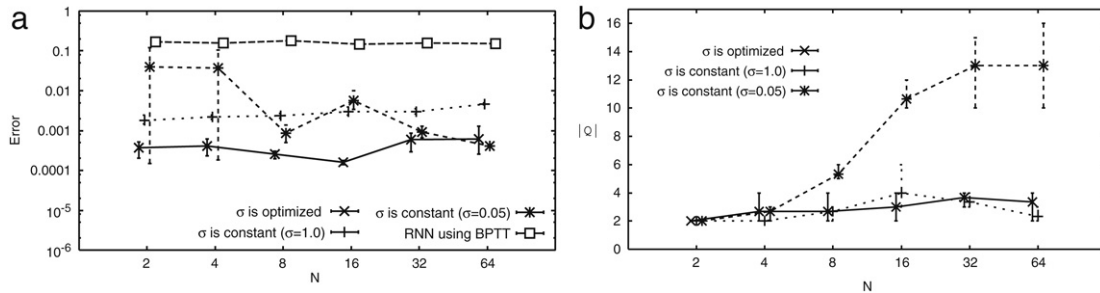 a
1
0.1
0.01
0.001
0.0001
10⁻⁵
10⁻⁶
Error
σ is optimized
σ is constant (σ=1.0)
σ is constant (σ=0.05)
RNN using BPTT
2 4 8 16 32 64
N
b
16
14
12
10
8
6
4
2
0
|Q|
σ is optimized
σ is constant (σ=1.0)
σ is constant (σ=0.05)
2 4 8 16 32 64
N